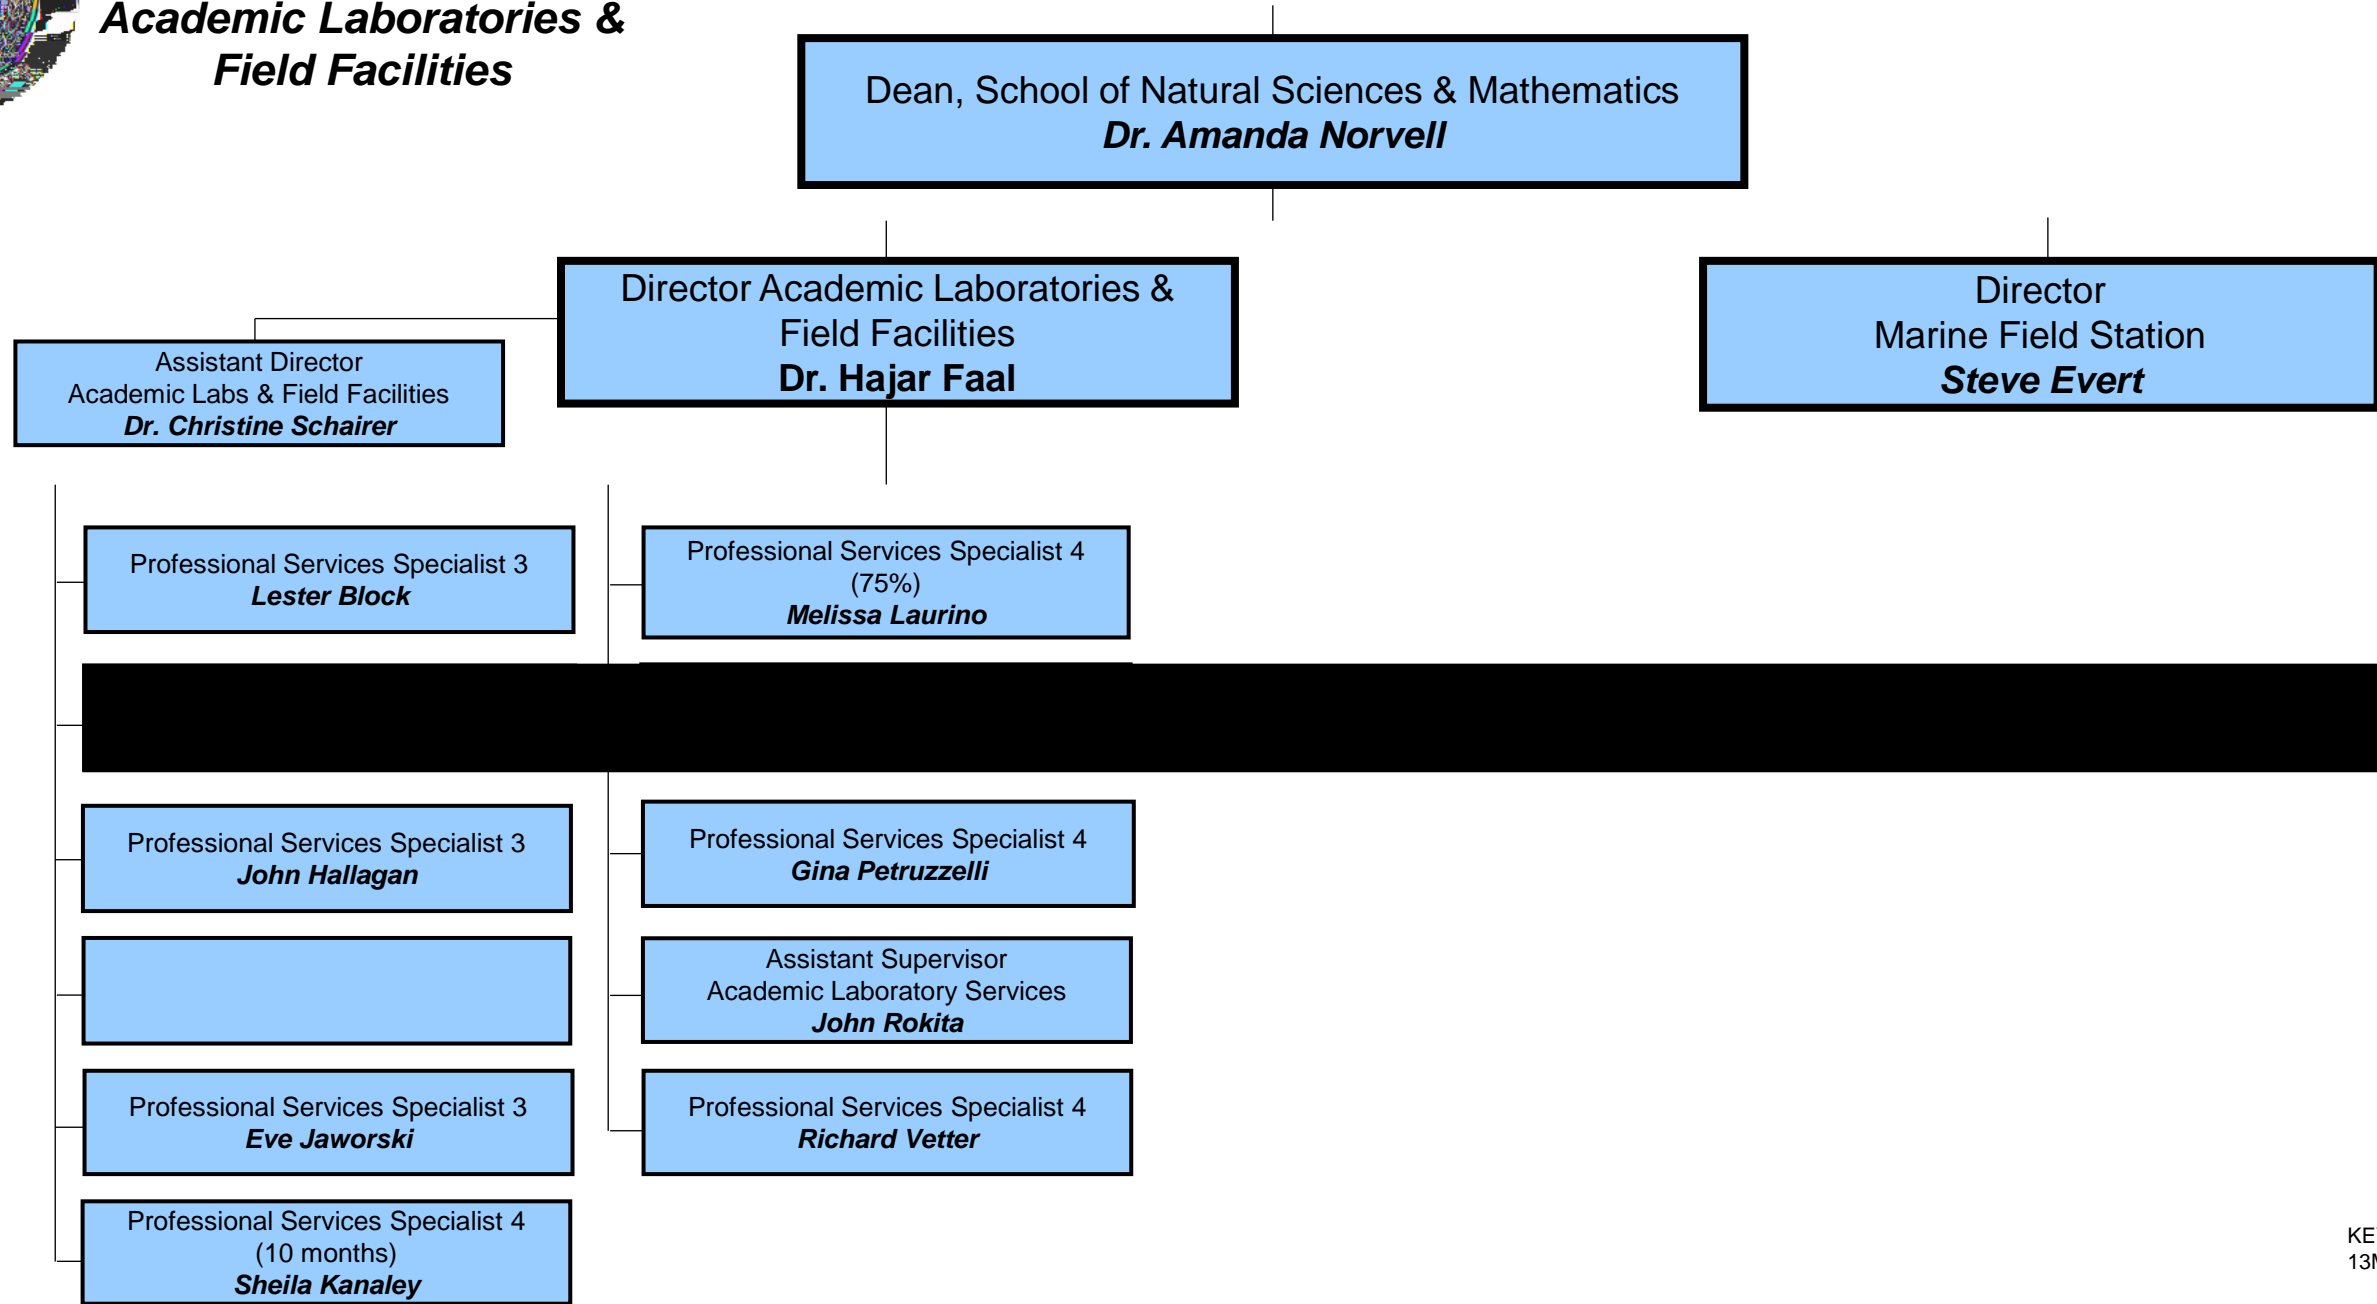 Academic Laboratories &
Field Facilities
Dean, School of Natural Sciences & Mathematics
Dr. Amanda Norvell
Director Academic Laboratories &
Field Facilities
Dr. Hajar Faal
Director
Marine Field Station
Steve Evert
Assistant Director
Academic Labs & Field Facilities
Dr. Christine Schairer
Professional Services Specialist 3
Lester Block
Professional Services Specialist 4
(75%)
Melissa Laurino
Professional Services Specialist 3
John Hallagan
Professional Services Specialist 4
Gina Petruzzelli
Assistant Supervisor
Academic Laboratory Services
John Rokita
Professional Services Specialist 3
Eve Jaworski
Professional Services Specialist 4
Richard Vetter
Professional Services Specialist 4
(10 months)
Sheila Kanaley